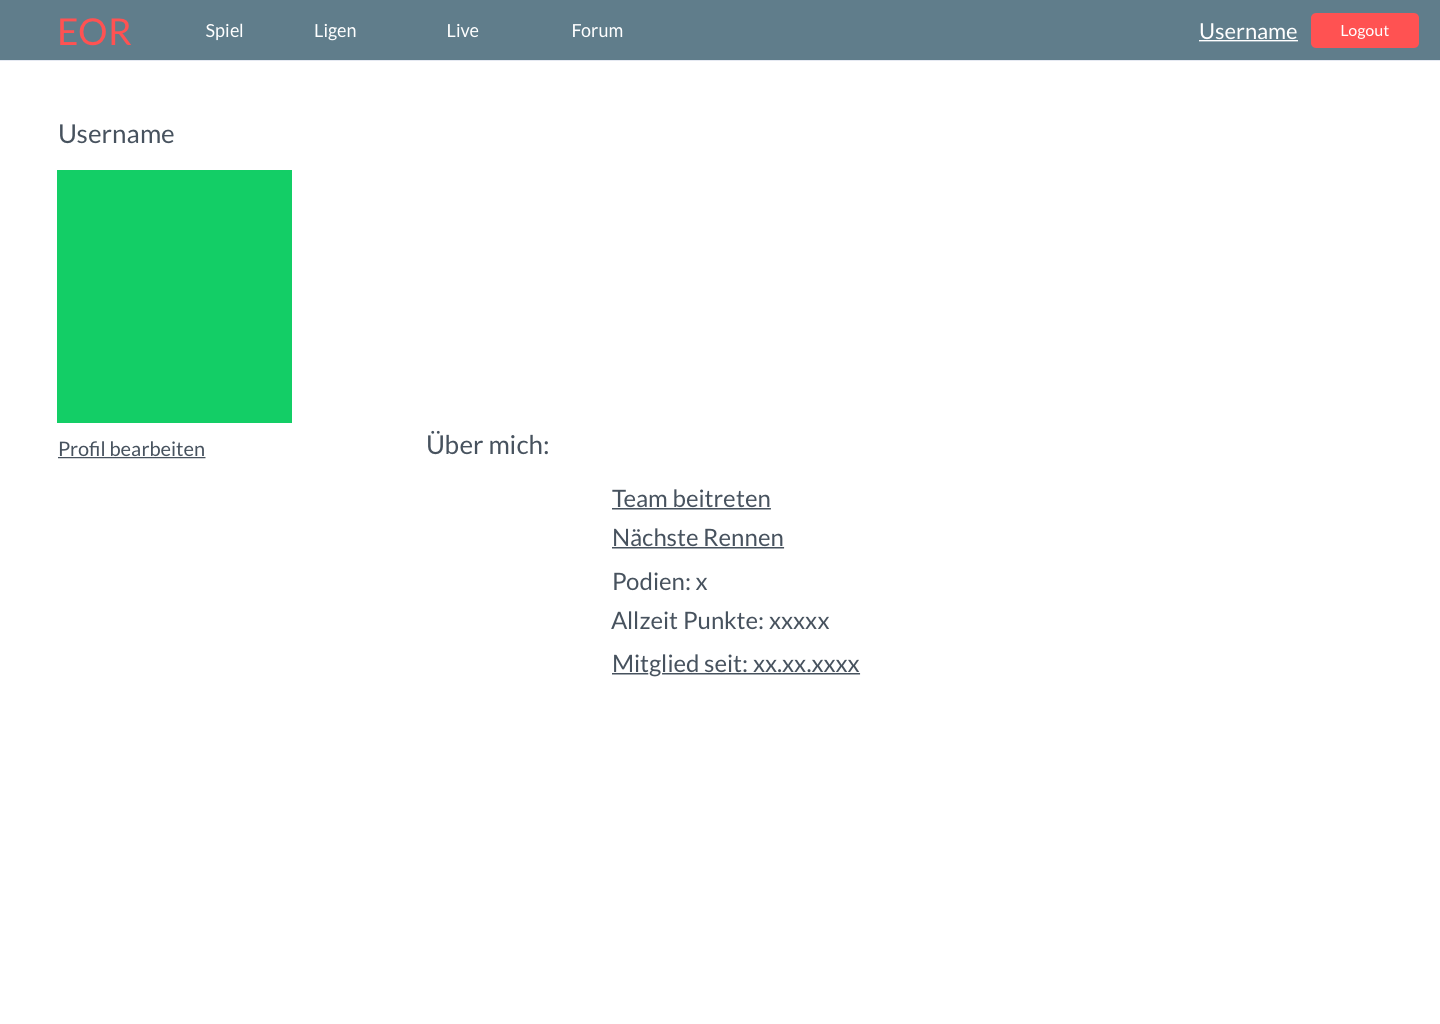 EOR Spiel Ligen Live Forum Username Logout
Username
Profil bearbeiten
Über mich:
Team beitreten
Nächste Rennen
Podien: x
Allzeit Punkte: xxxxx
Mitglied seit: xx.xx.xxxx